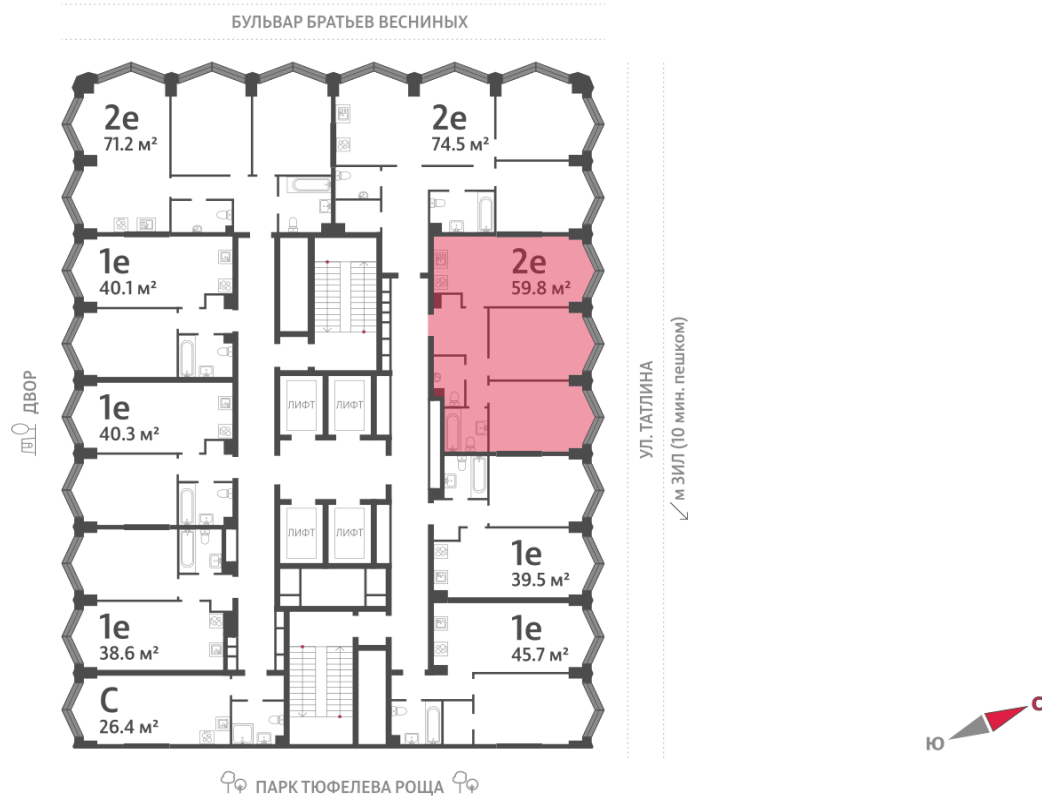 БУЛЬВАР БРАТЬЕВ ВЕСНИНЫХ
2е
71.2 м²
2е
74.5 м²
1е
40.1 м²
2е
59.8 м²
ЛИФТ
ЛИФТ
1е
40.3 м²
ДВОР
УЛ. ТАТЛИНА
м ЗИЛ (10 мин. пешком)
ЛИФТ
ЛИФТ
1е
39.5 м²
1е
38.6 м²
1е
45.7 м²
С
26.4 м²
С
Ю
ПАРК ТЮФЕЛЕВА РОЩА